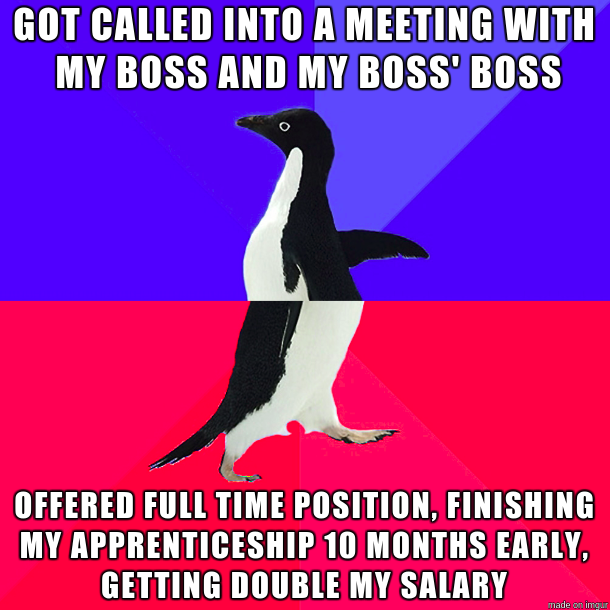 GOT CALLED INTO A MEETING WITH
MY BOSS AND MY BOSS' BOSS
OFFERED FULL TIME POSITION, FINISHING
MY APPRENTICESHIP 10 MONTHS EARLY,
GETTING DOUBLE MY SALARY
made on imgur